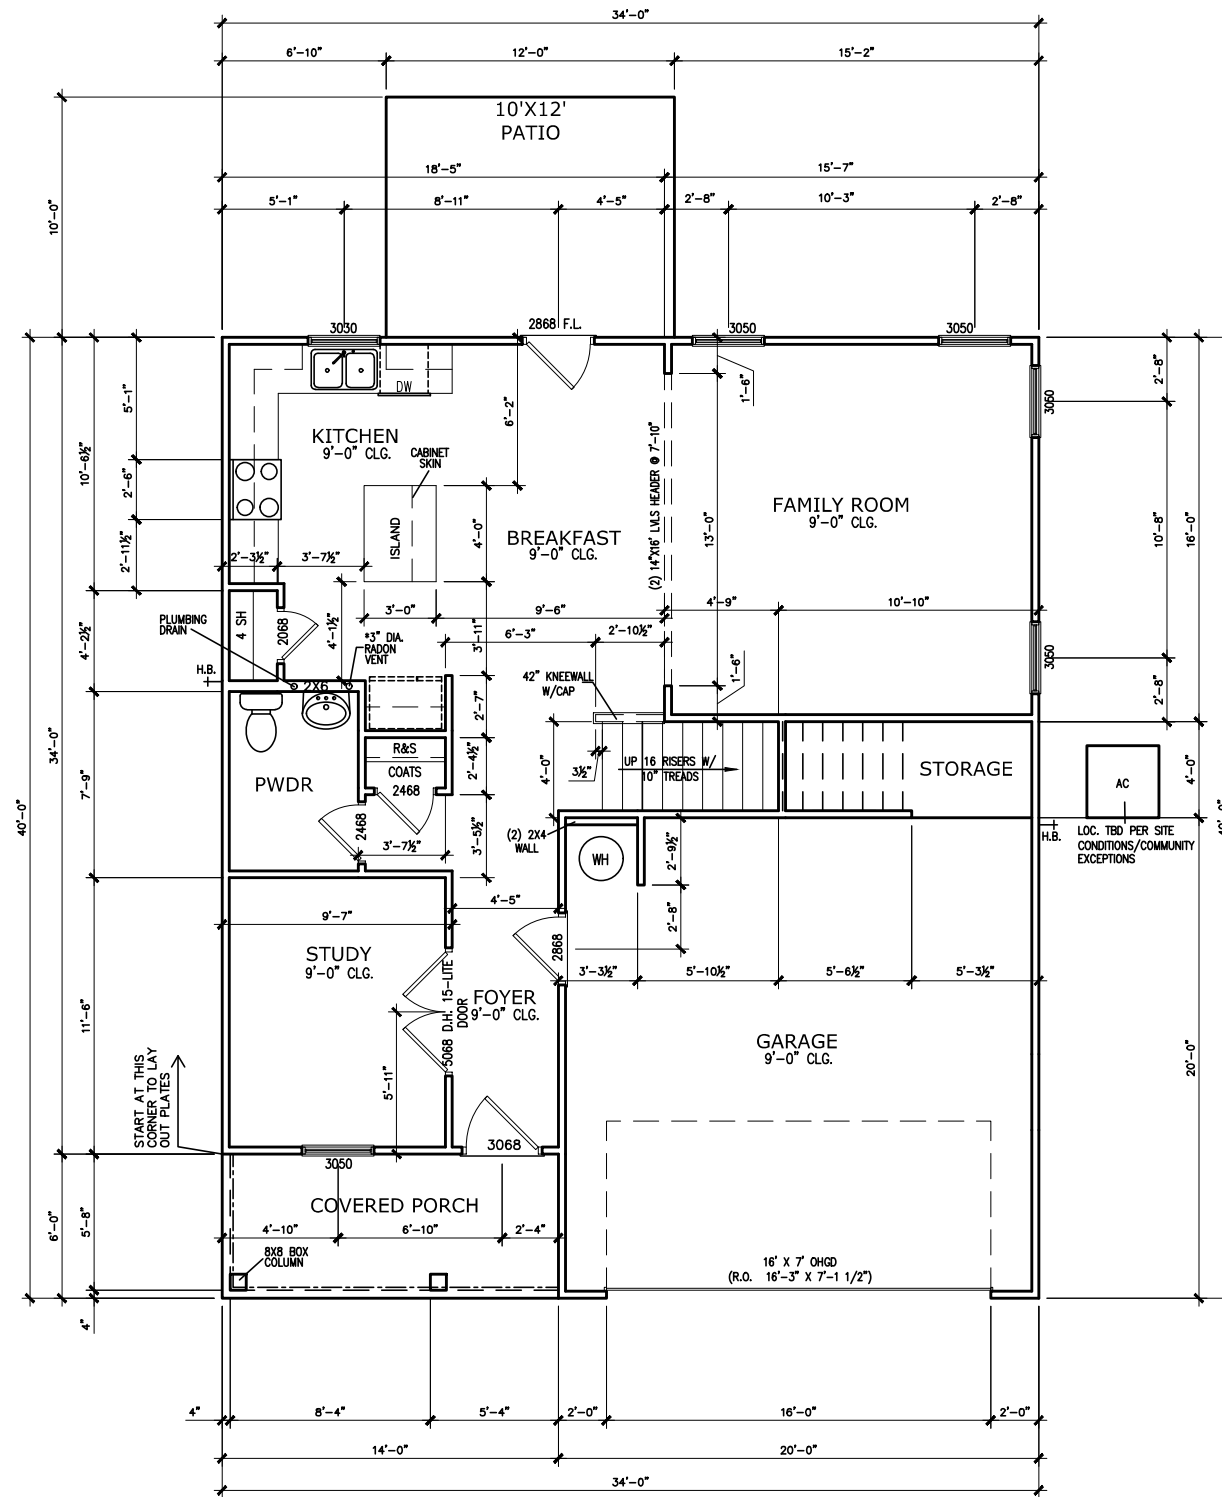 34'-0"
6'-10"
12'-0"
15'-2"
10'X12'
PATIO
18'-5"
15'-7"
5'-1"
8'-11"
4'-5"
2'-8"
10'-3"
2'-8"
10'-0"
3030
2868 F.L.
3050
3050
DW
1'-6"
3050
2'-8"
5'-1"
6'-2"
10'-6½"
KITCHEN
9'-0" CLG.
CABINET
SKIN
(2) 14"X16' LVLS HEADER @ 7'-10"
2'-6"
FAMILY ROOM
9'-0" CLG.
13'-0"
10'-8"
16'-0"
ISLAND
4'-0"
BREAKFAST
9'-0" CLG.
2'-11½"
2'-3½"
3'-7½"
3'-0"
9'-6"
4'-9"
10'-10"
PLUMBING
DRAIN
4 SH
2068
4'-1½"
*3" DIA.
RADON
VENT
3'-11"
6'-3"
2'-10½"
4'-2½"
H.B.
2X6
42" KNEEWALL
W/CAP
1'-6"
3050
2'-8"
2'-7"
34'-0"
40'-0"
7'-9"
PWDR
R&S
COATS
2468
2'-4½"
4'-0"
3½"
UP 16 RISERS W/
10" TREADS
STORAGE
4'-0"
AC
2468
3'-7½"
3'-5½"
(2) 2X4
WALL
WH
2'-9½"
H.B.
LOC. TBD PER SITE
CONDITIONS/COMMUNITY
EXCEPTIONS
9'-7"
4'-5"
2'-8"
STUDY
9'-0" CLG.
2868
3'-3½"
5'-10½"
5'-6½"
5'-3½"
11'-6"
5068 D.H. 15-LITE
DOOR
FOYER
9'-0" CLG.
GARAGE
9'-0" CLG.
20'-0"
START AT THIS
CORNER TO LAY
OUT PLATES
5'-11"
3050
3068
COVERED PORCH
6'-0"
5'-8"
4'-10"
6'-10"
2'-4"
8X8 BOX
COLUMN
16' X 7' OHGD
(R.O. 16'-3" X 7'-1 1/2")
4"
4"
8'-4"
5'-4"
2'-0"
16'-0"
2'-0"
14'-0"
20'-0"
34'-0"